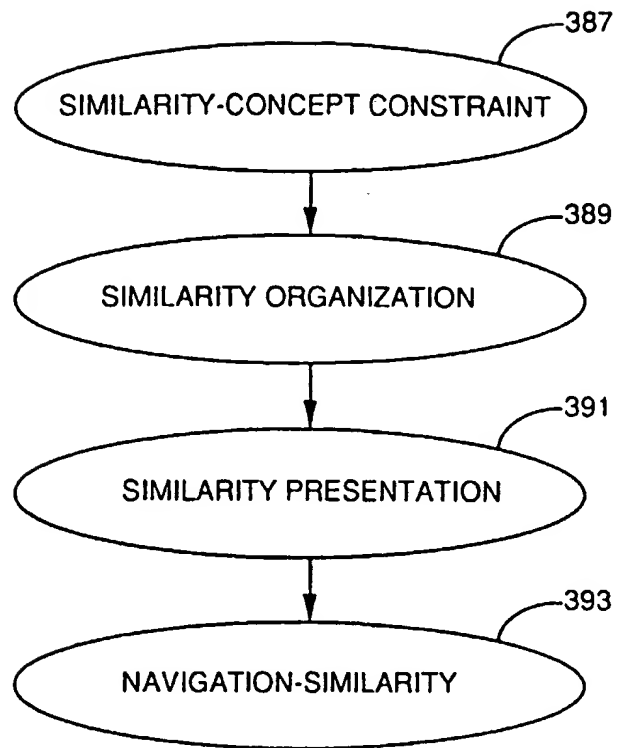 387
SIMILARITY-CONCEPT CONSTRAINT
389
SIMILARITY ORGANIZATION
391
SIMILARITY PRESENTATION
393
NAVIGATION-SIMILARITY